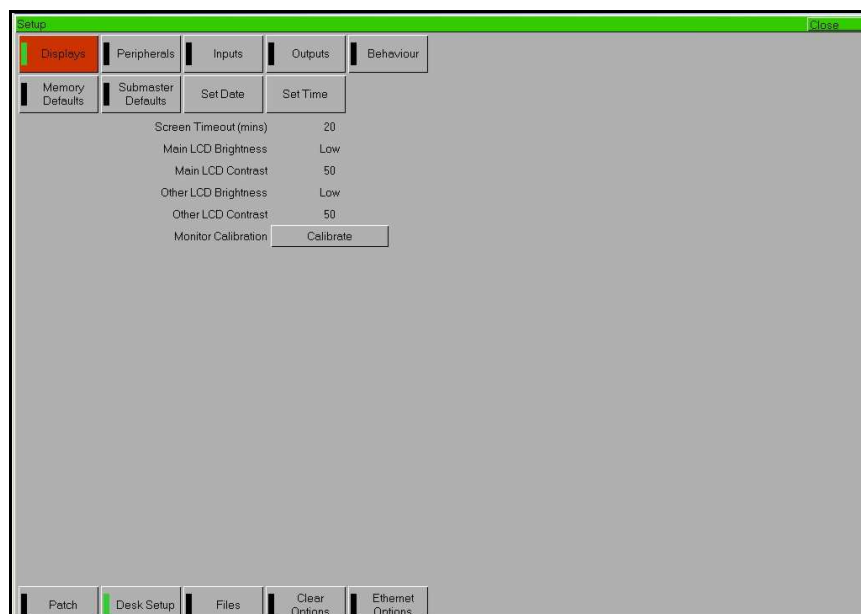 Setup Close
Displays Peripherals Inputs Outputs Behaviour
Memory Defaults Submaster Defaults Set Date Set Time
Screen Timeout (mins) 20
Main LCD Brightness Low
Main LCD Contrast 50
Other LCD Brightness Low
Other LCD Contrast 50
Monitor Calibration Calibrate
Patch Desk Setup Files Clear Options Ethernet Options